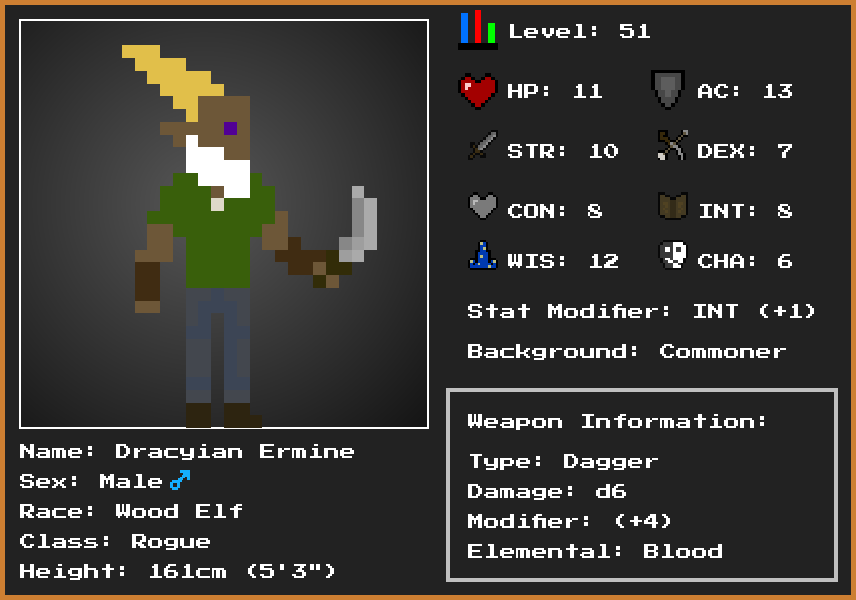 Level: 51
HP: 11
AC: 13
STR: 10
DEX: 7
CON: 8
INT: 8
WIS: 12
CHA: 6
Stat Modifier: INT (+1)
Background: Commoner
Weapon Information:
Type: Dagger
Damage: d6
Modifier: (+4)
Elemental: Blood
Name: Dracyian Ermine
Sex: Male♂
Race: Wood Elf
Class: Rogue
Height: 161cm (5'3")